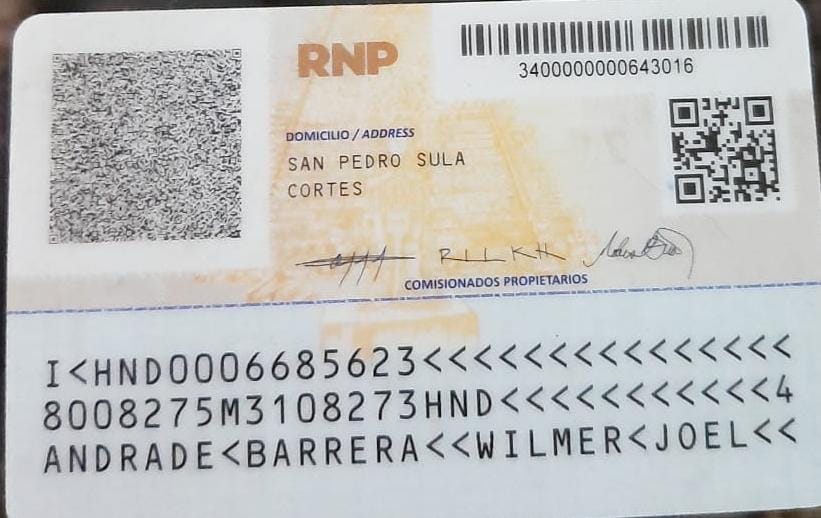 RNP
3400000000643016
DOMICILIO / ADDRESS
SAN PEDRO SULA
CORTES
COMISIONADOS PROPIETARIOS
I<HND0006685623<<<<<<<<<<<<<<<
8008275M3108273HND<<<<<<<<<<<4
ANDRADE<BARRERA<<WILMER<JOEL<<